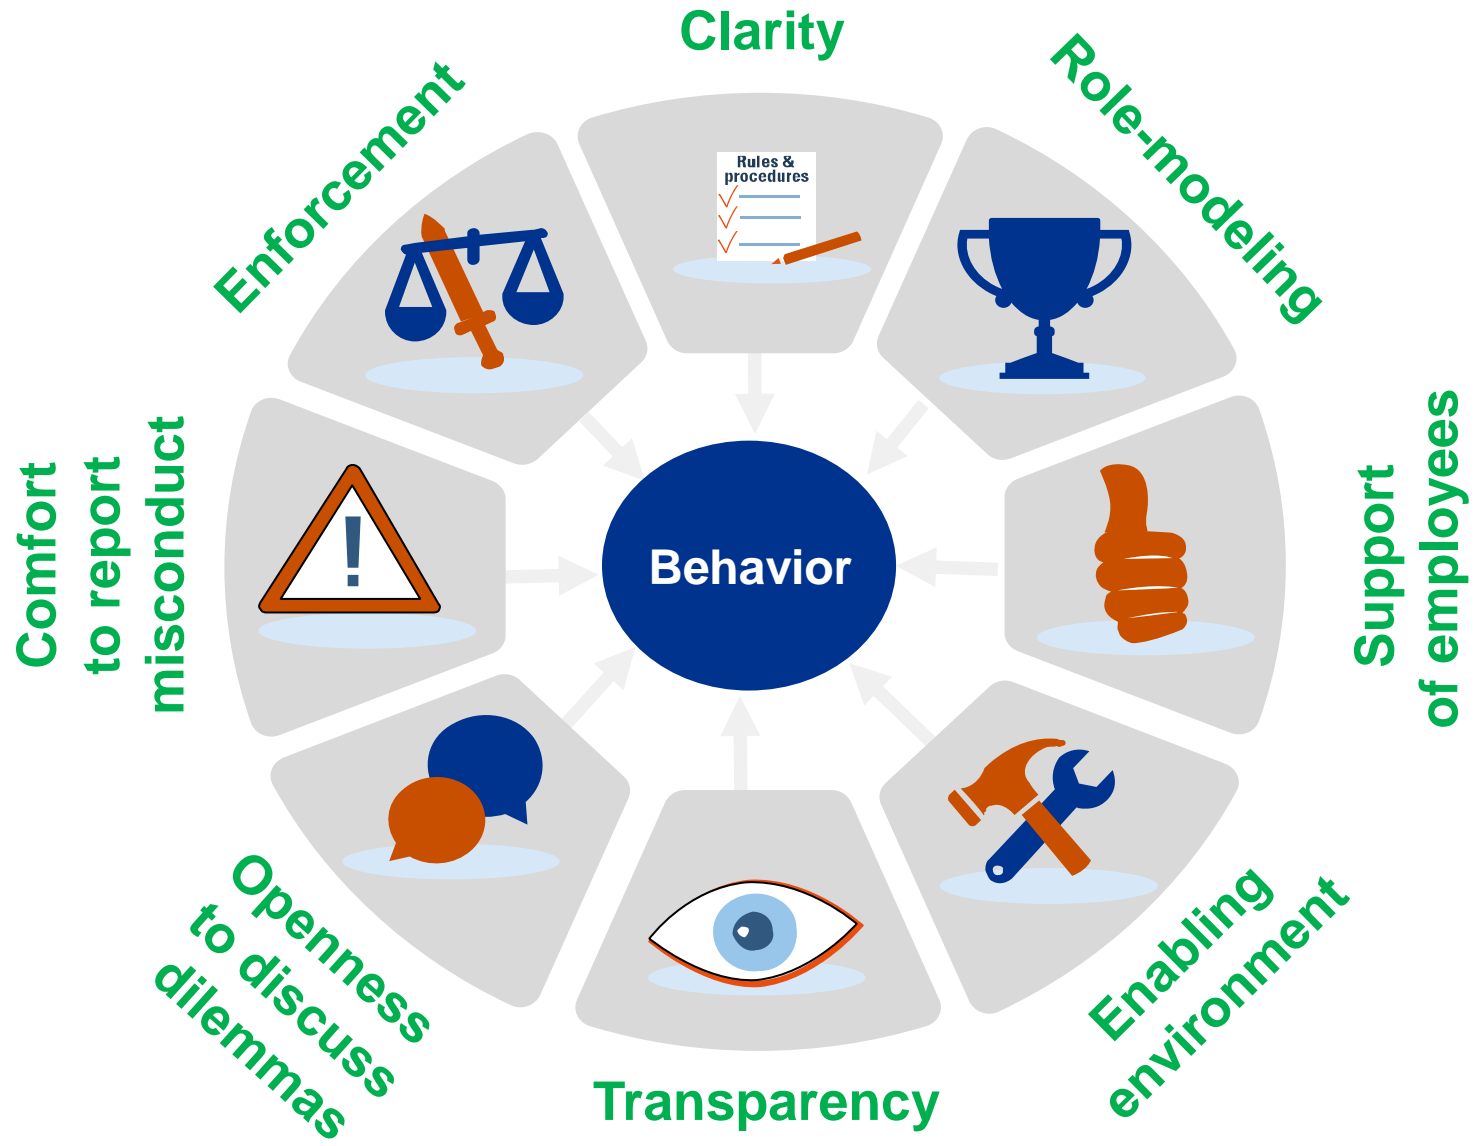 Clarity
Role-modeling
Support
of employees
Enabling
environment
Transparency
Openness
to discuss
dilemmas
Comfort
to report
misconduct
Enforcement
Rules &
procedures
!
Behavior